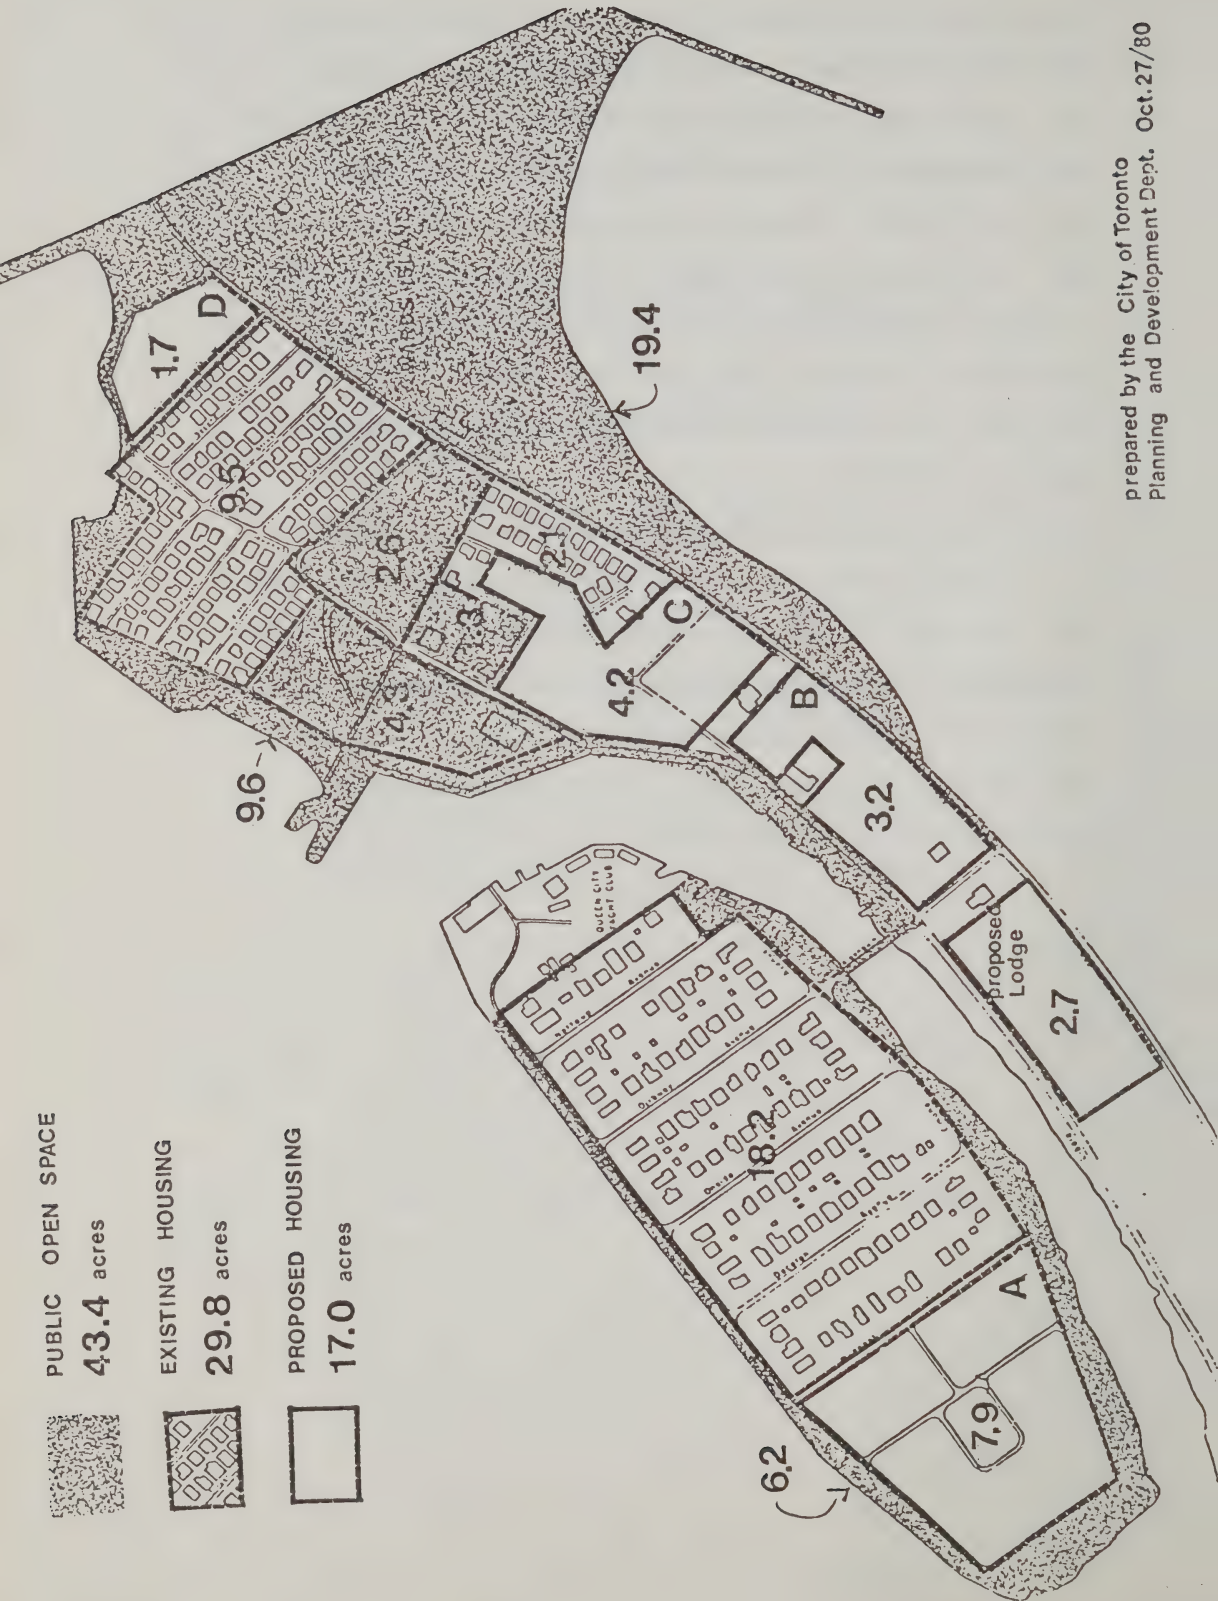 PUBLIC OPEN SPACE
43.4 acres
EXISTING HOUSING
29.8 acres
PROPOSED HOUSING
17.0 acres
9.6
4.3
2.6
9.5
1.7
D
.3
2.1
4.2
C
19.4
B
3.2
QUEEN CITY
YACHT CLUB
proposed
Lodge
2.7
18.2
Avenue
Avenue
Avenue
A
7.9
6.2
prepared by the City of Toronto
Planning and Development Dept. Oct. 27/80